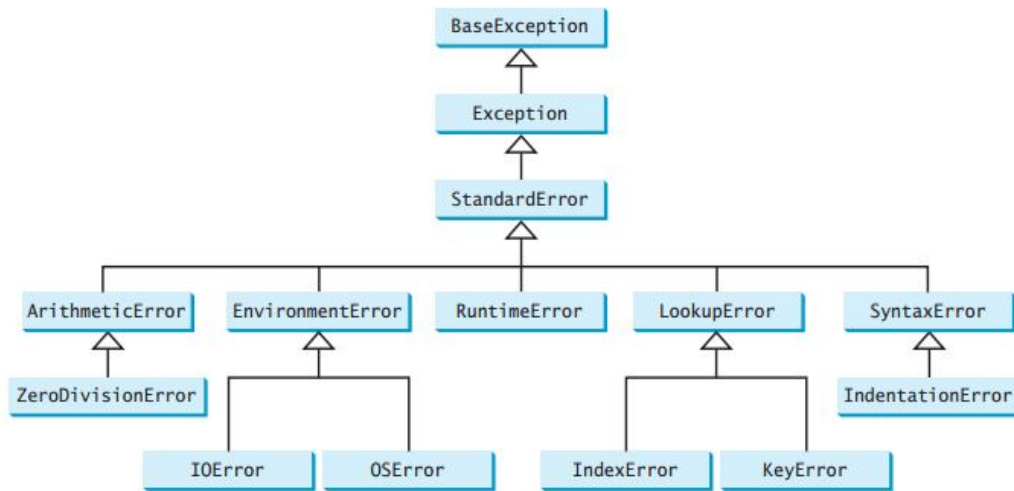 BaseException
Exception
StandardError
ArithmeticError
EnvironmentError
RuntimeError
LookupError
SyntaxError
ZeroDivisionError
IndentationError
IOError
OSError
IndexError
KeyError